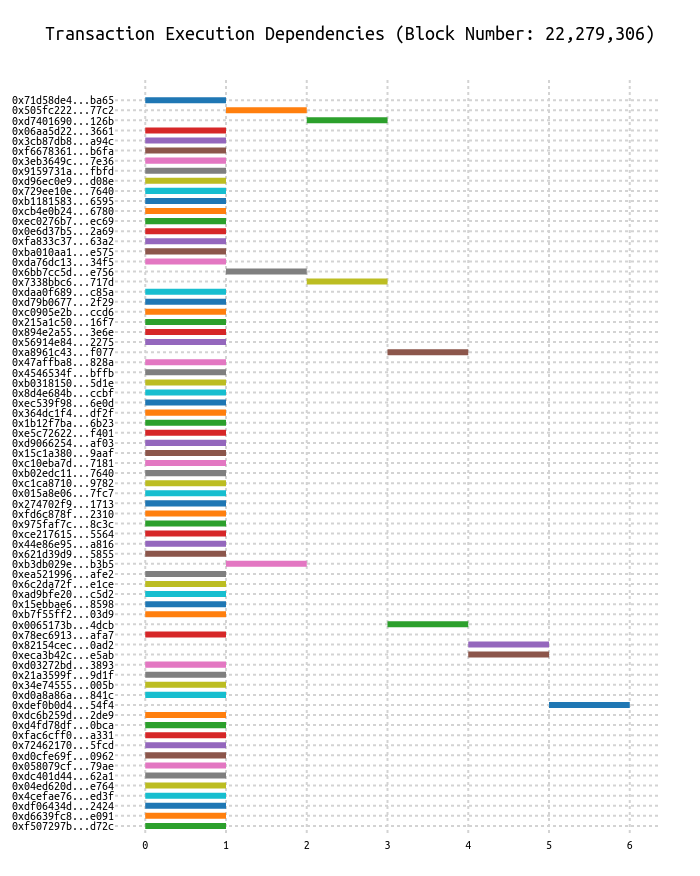 Transaction Execution Dependencies (Block Number: 22,279,306)
0x71d58de4...ba65
0x505fc222...77c2
0xd7401690...126b
0x06aa5d22...3661
0x3cb87db8...a94c
0xf6678361...b6fa
0x3eb3649c...7e36
0x9159731a...fbfd
0xd96ec0e9...d08e
0x729ee10e...7640
0xb1181583...6595
0xcb4e0b24...6780
0xec0276b7...ec69
0x0e6d37b5...2a69
0xfa833c37...63a2
0xba010aa1...e575
0xda76dc13...34f5
0x6bb7cc5d...e756
0x7338bbc6...717d
0xdaa0f689...c85a
0xd79b0677...2f29
0xc0905e2b...ccd6
0x215a1c50...16f7
0x894e2a55...3e6e
0x56914e84...2275
0xa8961c43...f077
0x47affba8...828a
0x4546534f...bffb
0xb0318150...5d1e
0x8d4e684b...ccbf
0xec539f98...6e0d
0x364dc1f4...df2f
0x1b12f7ba...6b23
0xe5c72622...f401
0xd9066254...af03
0x15c1a380...9aaf
0xc10eba7d...7181
0xb02edc11...7640
0xc1ca8710...9782
0x015a8e06...7fc7
0x274702f9...1713
0xfd6c878f...2310
0x975faf7c...8c3c
0xce217615...5564
0x44e86e95...a816
0x621d39d9...5855
0xb3db029e...b3b5
0xea521996...afe2
0x6c2da72f...e1ce
0xad9bfe20...c5d2
0x15ebbae6...8598
0xb7f55ff2...03d9
0x0065173b...4dcb
0x78ec6913...afa7
0x82154cec...0ad2
0xeca3b42c...e5ab
0xd03272bd...3893
0x21a3599f...9d1f
0x34e74555...005b
0xd0a8a86a...841c
0xdef0b0d4...54f4
0xdc6b259d...2de9
0xd4fd78df...0bca
0xfac6cff0...a331
0x72462170...5fcd
0xd0cfe69f...0962
0x058079cf...79ae
0xdc401d44...62a1
0x04ed620d...e764
0x4cefae76...ed3f
0xdf06434d...2424
0xd6639fc8...e091
0xf507297b...d72c
0 1 2 3 4 5 6